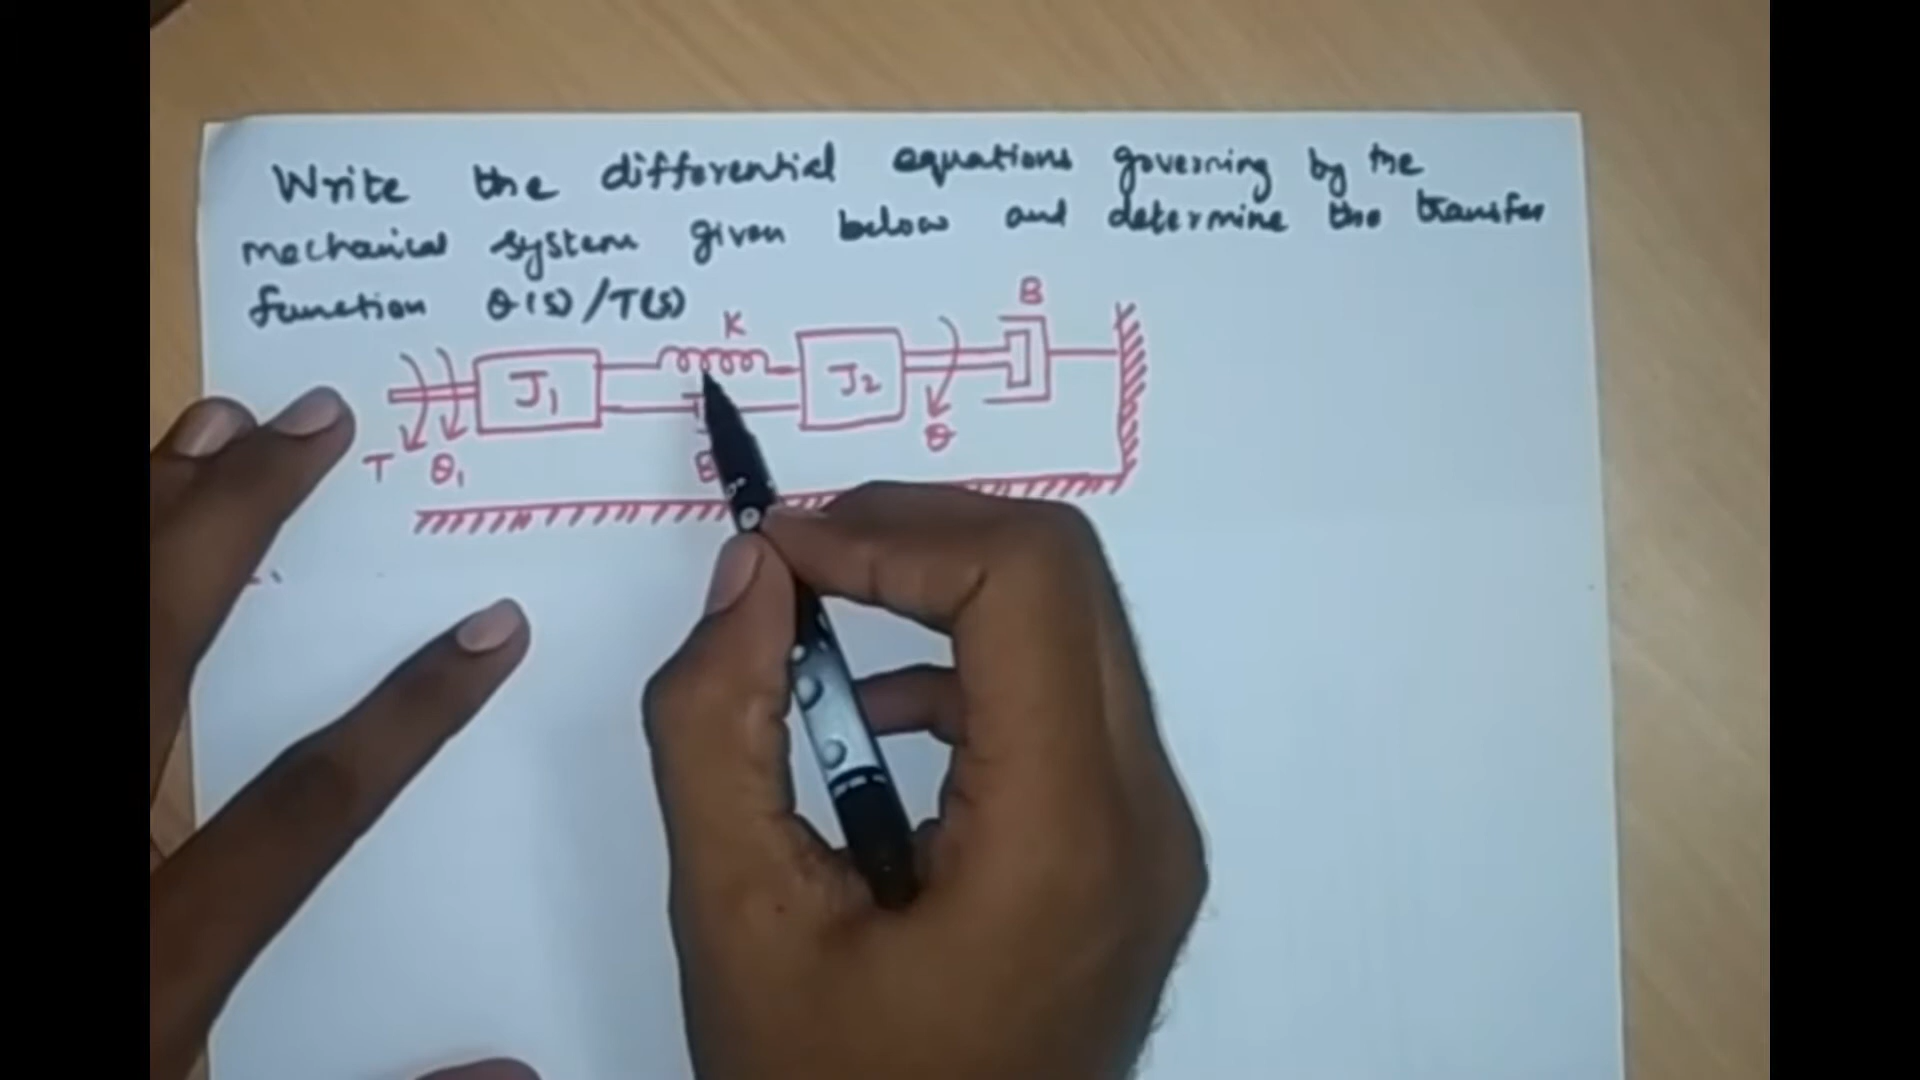 Write the differential equations governing by the
mechanical system given below and determine the transfer
function θ(s)/T(s)
B
K
J1
J2
T
θ1
θ